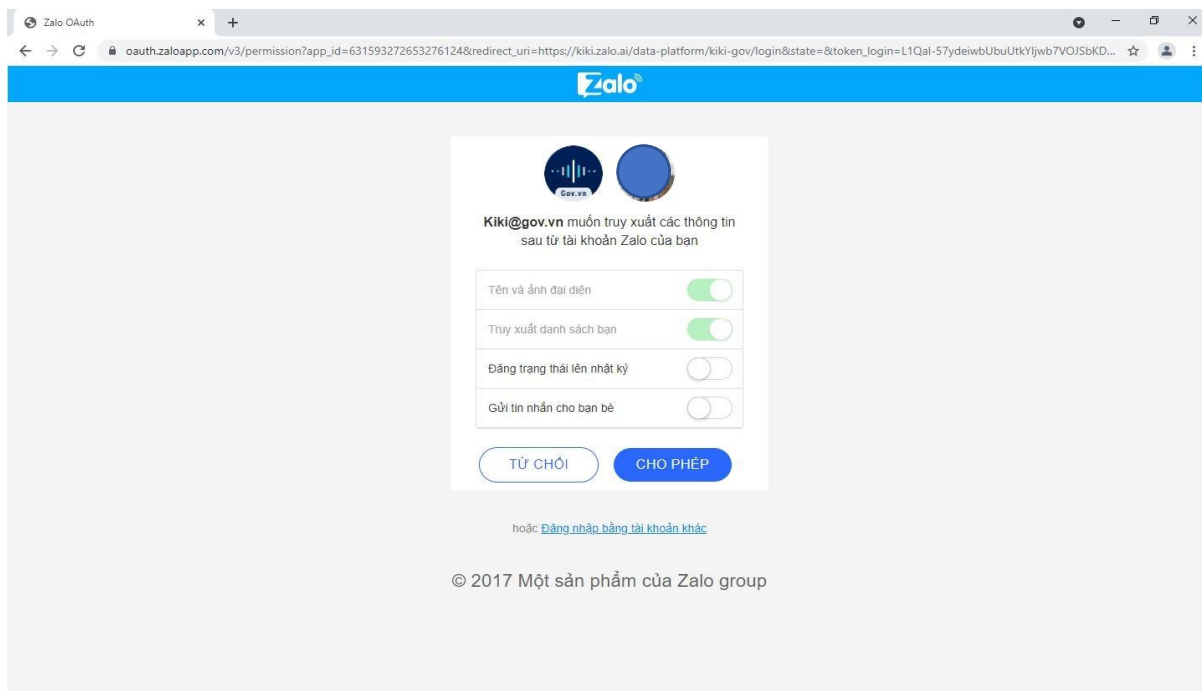 Zalo OAuth
oauth.zaloapp.com/v3/permission?app_id=631593272653276124&redirect_uri=https://kiki.zalo.ai/data-platform/kiki-gov/login&state=&token_login=L1QaI-57ydeiwbUbuUtkYIjwb7VOJSbKD...
Zalo
Gov.vn
Kiki@gov.vn muốn truy xuất các thông tin
sau từ tài khoản Zalo của bạn
Tên và ảnh đại diện
Truy xuất danh sách bạn
Đăng trạng thái lên nhật ký
Gửi tin nhắn cho bạn bè
TỪ CHỐI
CHO PHÉP
hoặc Đăng nhập bằng tài khoản khác
© 2017 Một sản phẩm của Zalo group